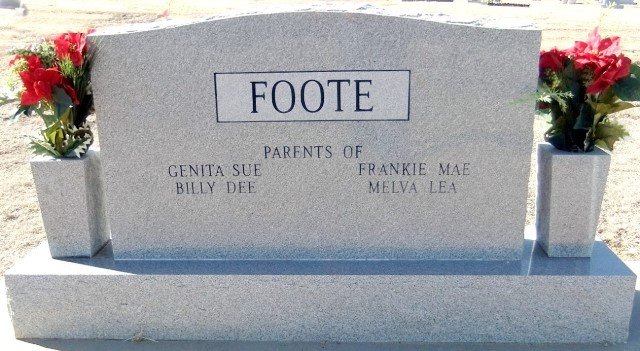 FOOTE
PARENTS OF
GENITA SUE FRANKIE MAE
BILLY DEE MELVA LEA